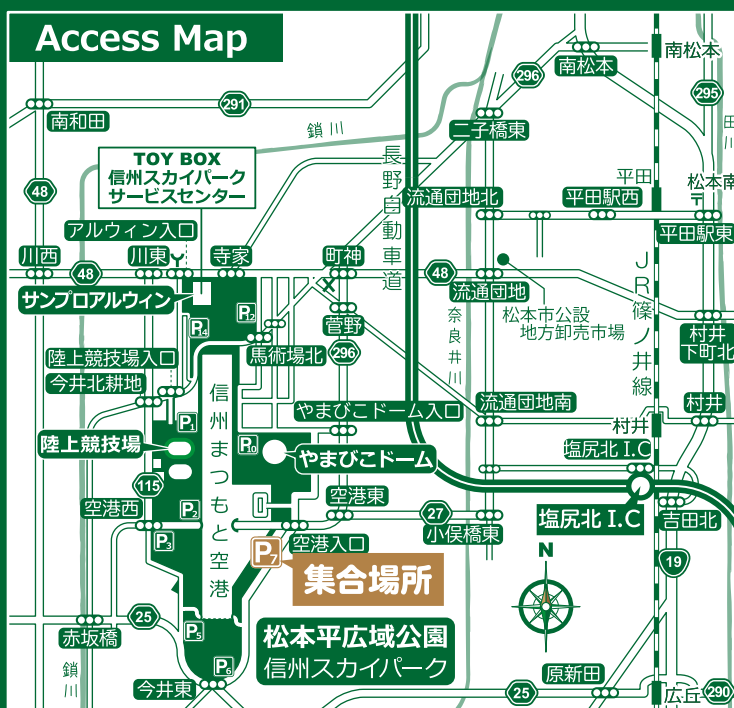 Access Map
南松本
南松本
296
291
295
南和田
鎖川
二子橋東
田川
TOY BOX
信州スカイパーク
サービスセンター
長野自動車道
平田
松本南
〒
48
流通団地北
平田駅西
アルウィン入口
平田駅東
川西
48
川東
寺家
町神
48
流通団地
JR篠ノ井線
サンプロアルウィン
P12
松本市公設
地方卸売市場
奈良井川
P14
菅野
村井
下町北
陸上競技場入口
馬術場北
296
今井北耕地
信州まつもと空港
やまびこドーム入口
流通団地南
村井
村井
P1
陸上競技場
P10
やまびこドーム
塩尻北I.C
115
空港西
P2
空港東
27
塩尻北I.C
吉田北
小俣橋東
P3
空港入口
P7
集合場所
N
19
25
赤坂橋
P5
松本平広域公園
信州スカイパーク
鎖川
P6
今井東
原新田
25
広丘
290